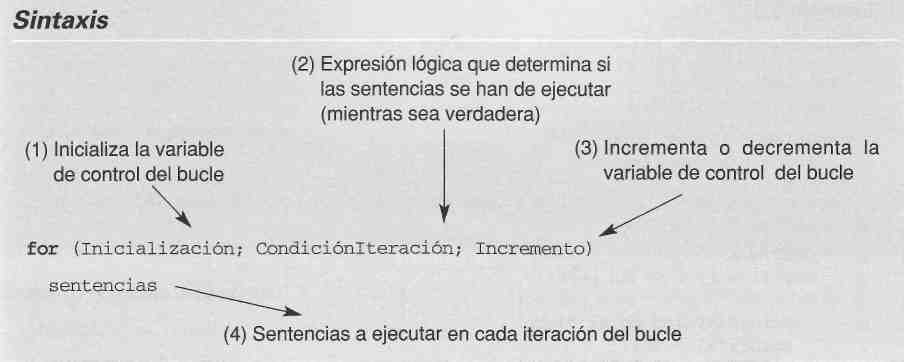 Sintaxis
(2) Expresión lógica que determina si
las sentencias se han de ejecutar
(mientras sea verdadera)
(1) Inicializa la variable
de control del bucle
(3) Incrementa o decrementa la
variable de control del bucle
for (Inicialización; CondiciónIteración; Incremento)
sentencias
(4) Sentencias a ejecutar en cada iteración del bucle